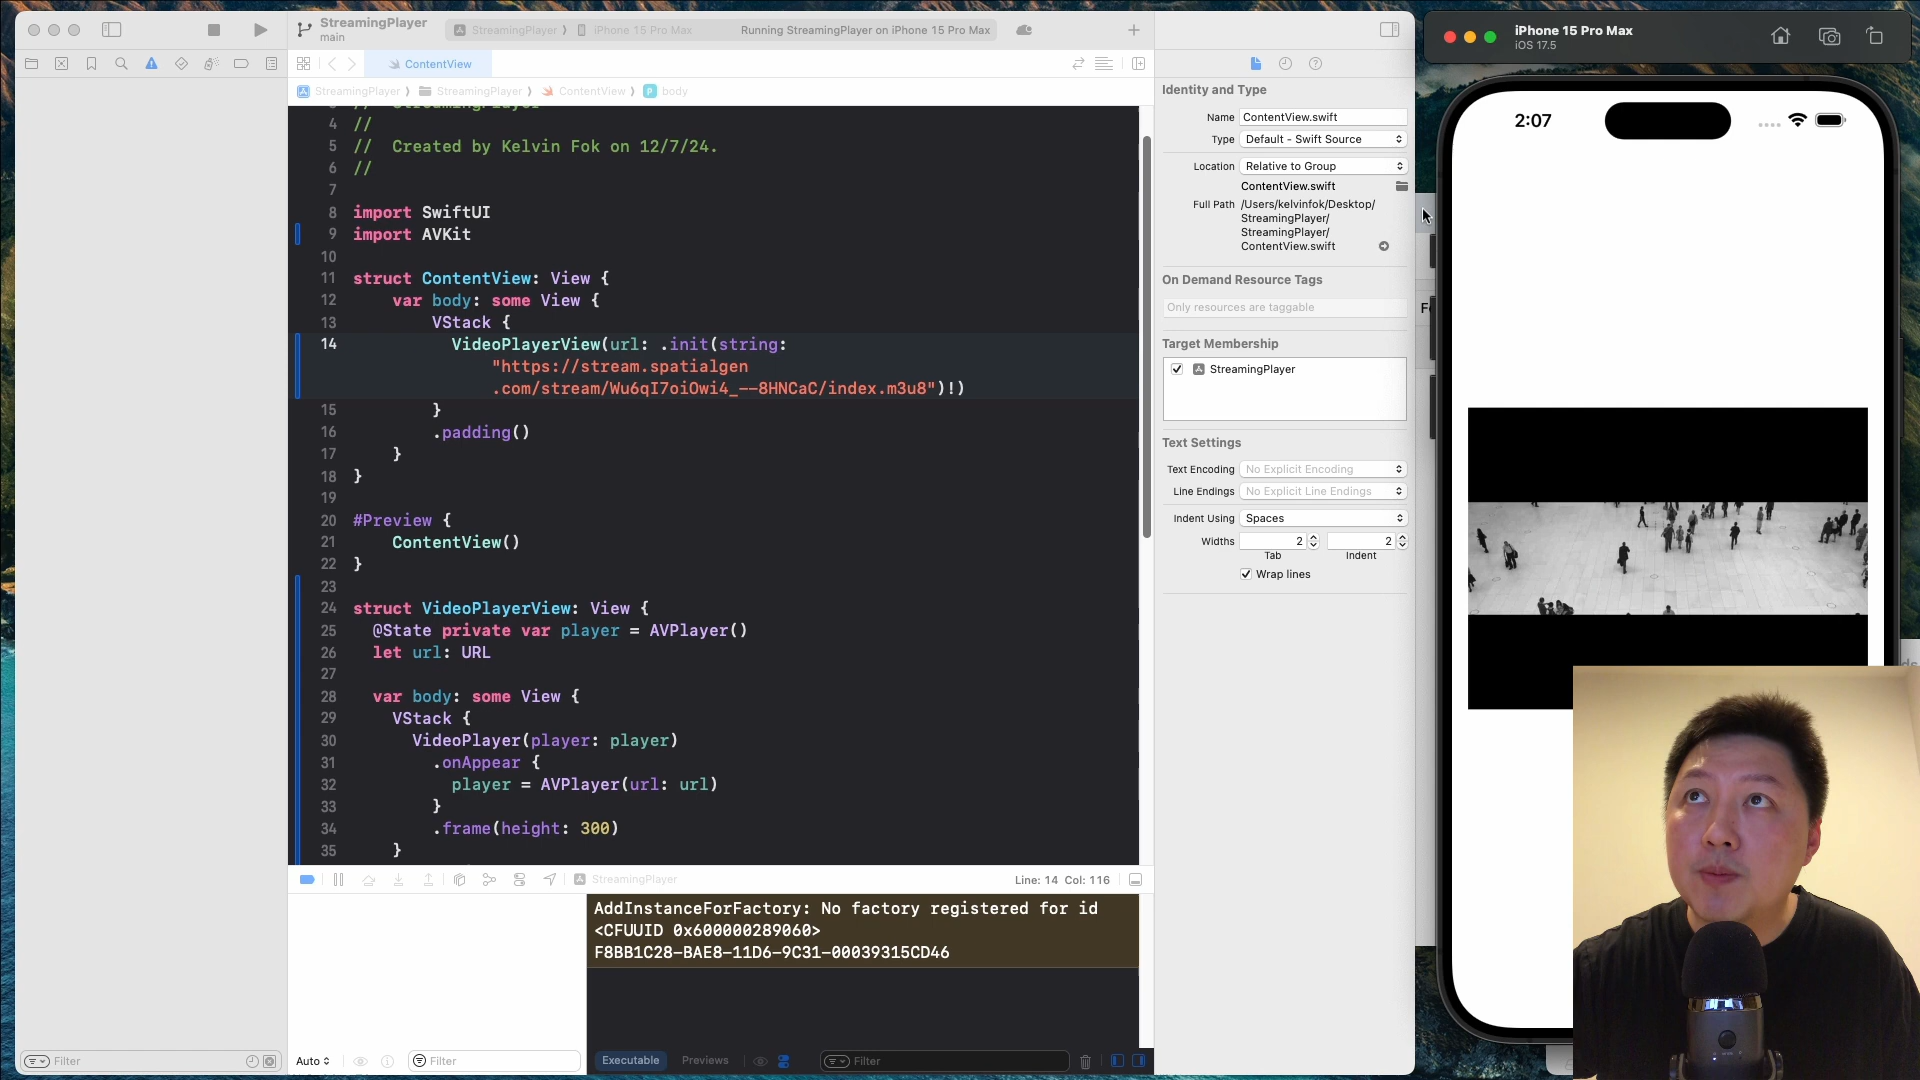 StreamingPlayer
main
StreamingPlayer
iPhone 15 Pro Max
Running StreamingPlayer on iPhone 15 Pro Max
ContentView
StreamingPlayer
StreamingPlayer
ContentView
P
body
3 // StreamingPlayer
4 //
5 // Created by Kelvin Fok on 12/7/24.
6 //
7
8 import SwiftUI
9 import AVKit
10
11 struct ContentView: View {
12 var body: some View {
13 VStack {
14 VideoPlayerView(url: .init(string:
"https://stream.spatialgen
.com/stream/Wu6qI7oiOwi4_--8HNCaC/index.m3u8")!)
15 }
16 .padding()
17 }
18 }
19
20 #Preview {
21 ContentView()
22 }
23
24 struct VideoPlayerView: View {
25 @State private var player = AVPlayer()
26 let url: URL
27
28 var body: some View {
29 VStack {
30 VideoPlayer(player: player)
31 .onAppear {
32 player = AVPlayer(url: url)
33 }
34 .frame(height: 300)
35 }
StreamingPlayer
Line: 14 Col: 116
AddInstanceForFactory: No factory registered for id
<CFUUID 0x600000289060>
F8BB1C28-BAE8-11D6-9C31-00039315CD46
Filter
Auto
Filter
Executable
Previews
Filter
Identity and Type
Name ContentView.swift
Type Default - Swift Source
Location Relative to Group
ContentView.swift
Full Path /Users/kelvinfok/Desktop/
StreamingPlayer/
StreamingPlayer/
ContentView.swift
On Demand Resource Tags
Only resources are taggable
Target Membership
StreamingPlayer
Text Settings
Text Encoding No Explicit Encoding
Line Endings No Explicit Line Endings
Indent Using Spaces
Widths 2 2
Tab Indent
Wrap lines
iPhone 15 Pro Max
iOS 17.5
2:07